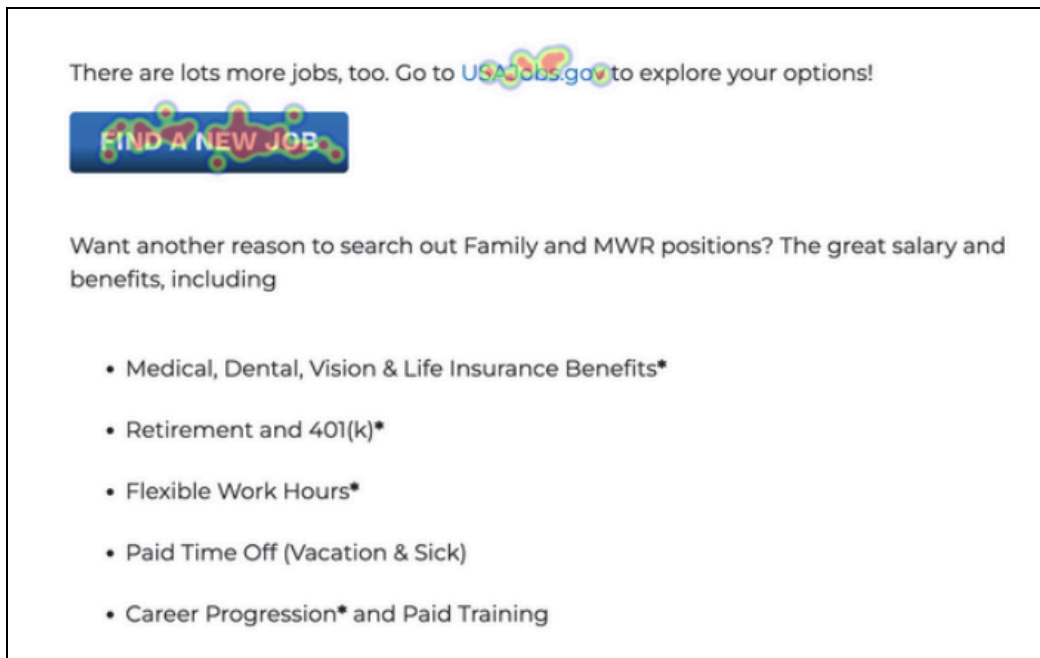 There are lots more jobs, too. Go to USAJobs.gov to explore your options!
FIND A NEW JOB
Want another reason to search out Family and MWR positions? The great salary and
benefits, including
• Medical, Dental, Vision & Life Insurance Benefits*
• Retirement and 401(k)*
• Flexible Work Hours*
• Paid Time Off (Vacation & Sick)
• Career Progression* and Paid Training